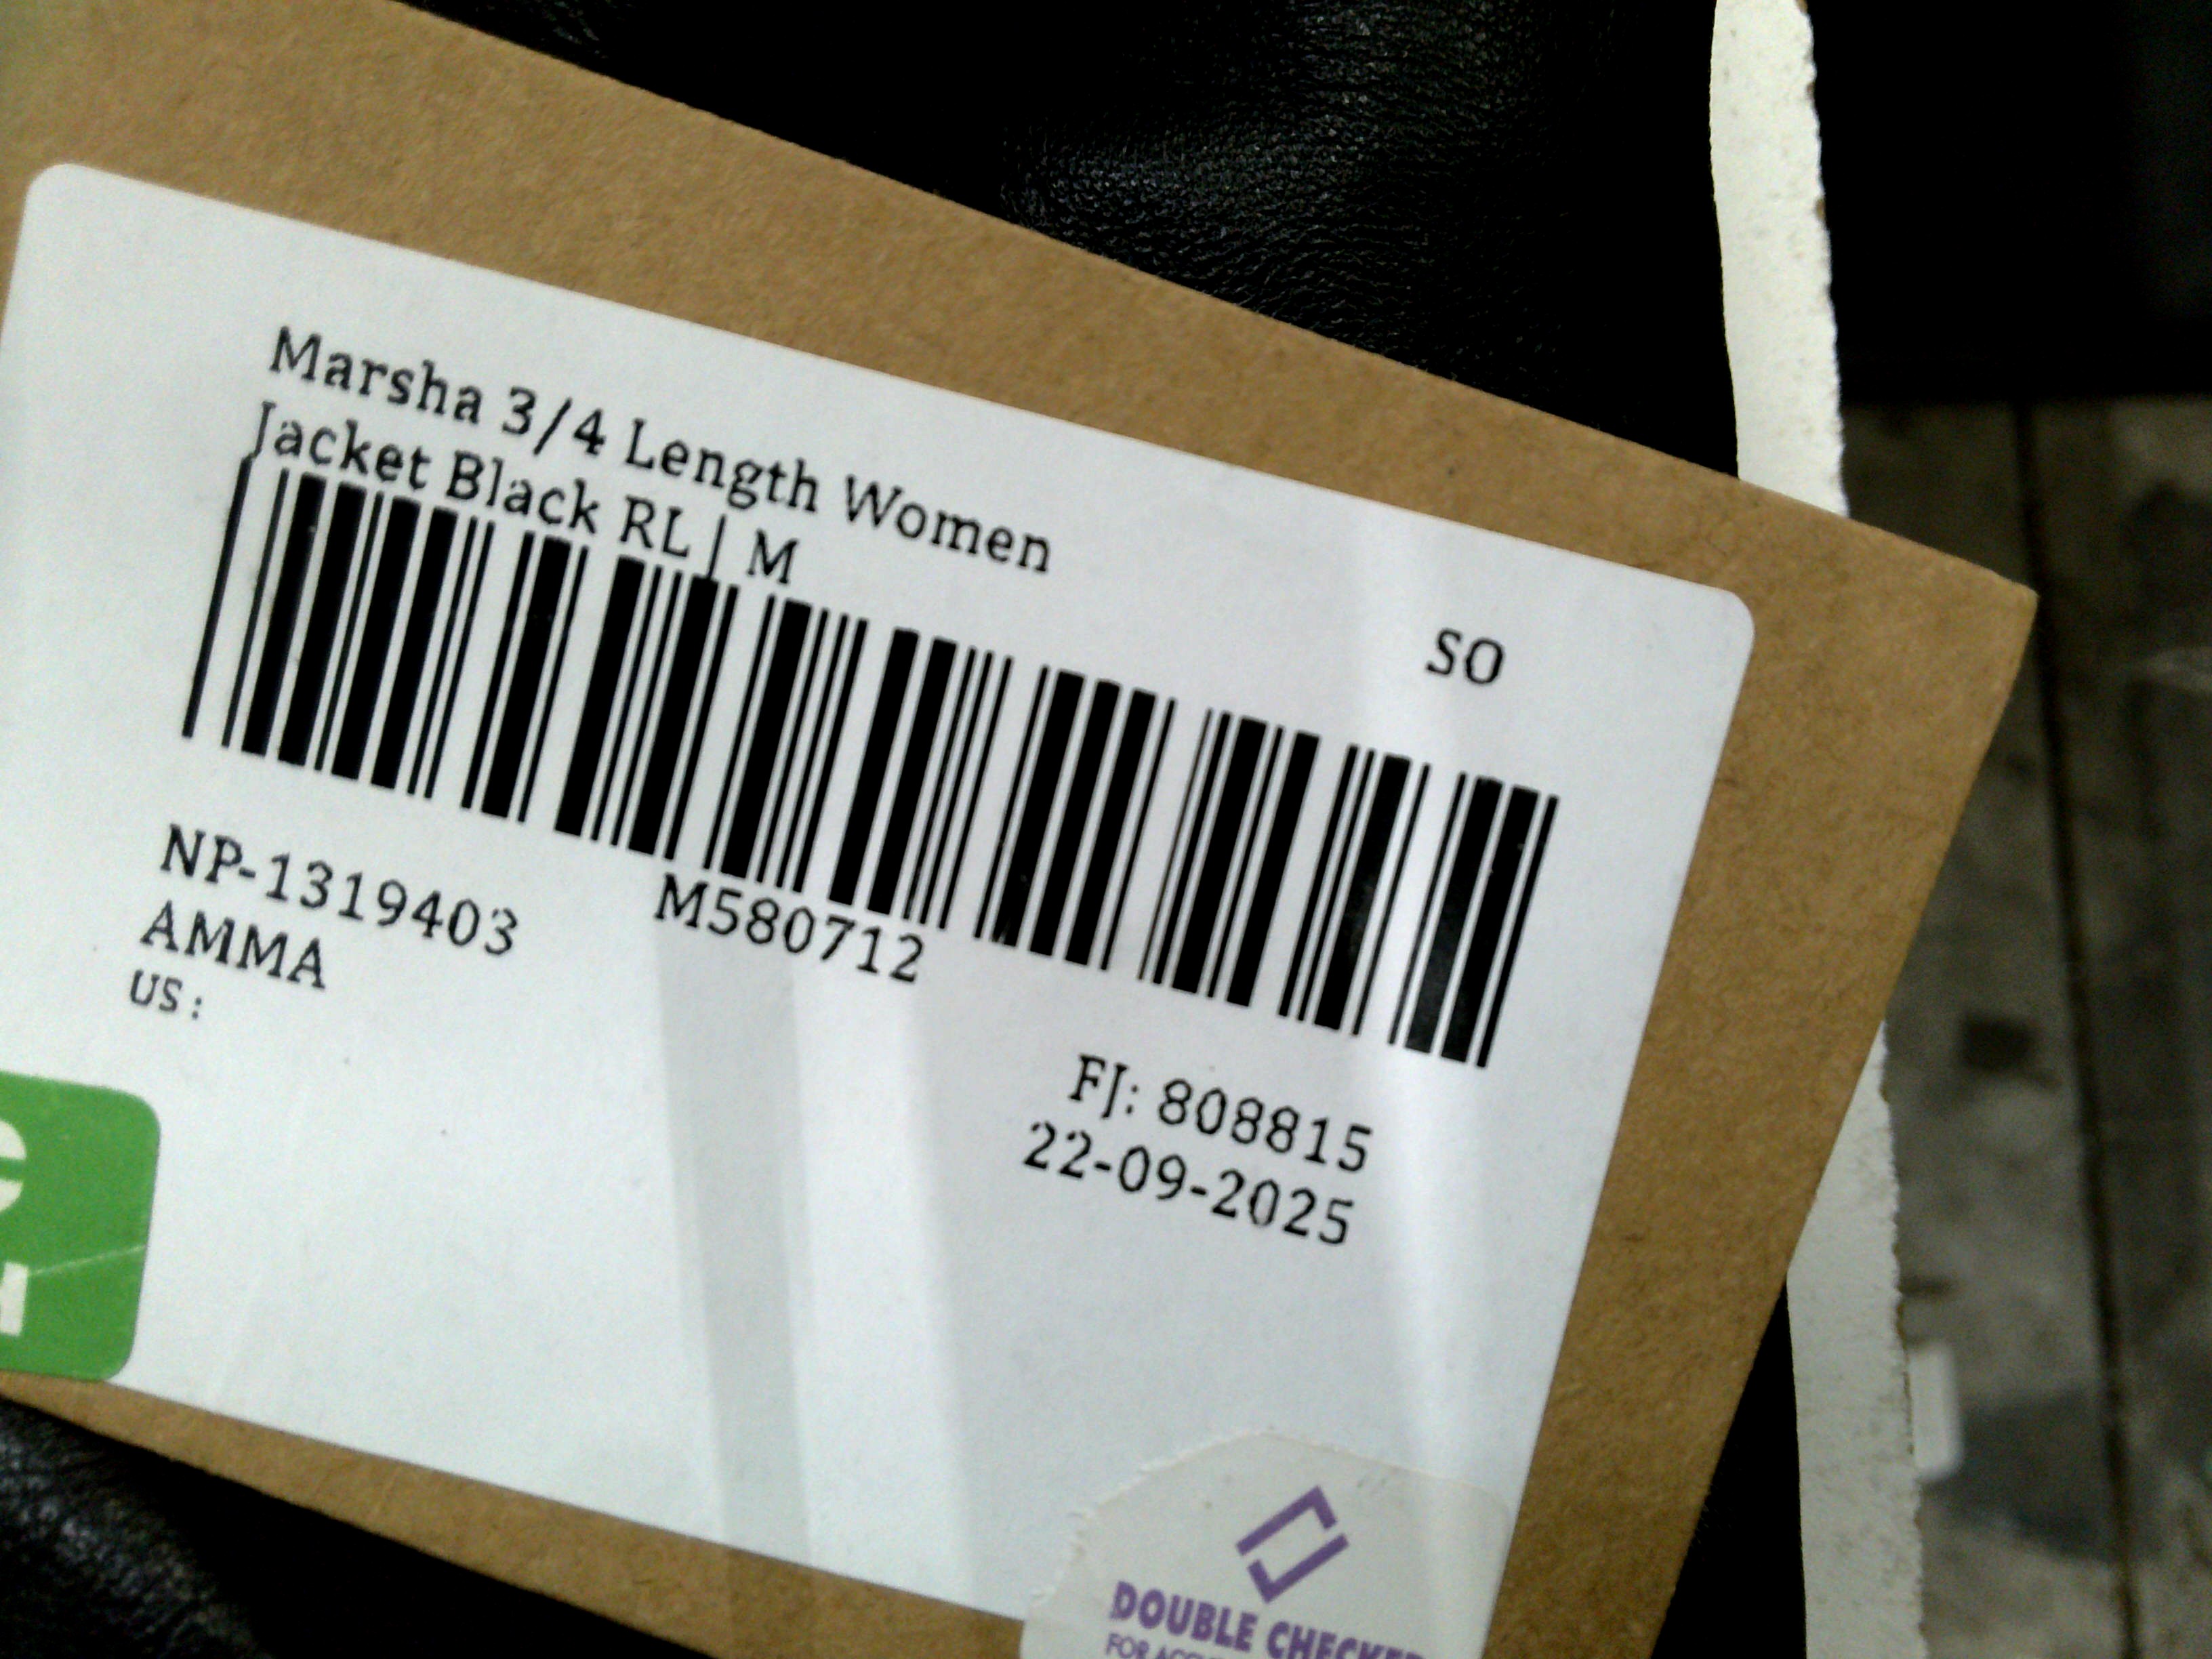 Marsha 3/4 Length Women
Jacket Black RL | M
SO
NP-1319403
M580712
AMMA
US:
FJ: 808815
22-09-2025
DOUBLE CHECKED
FOR